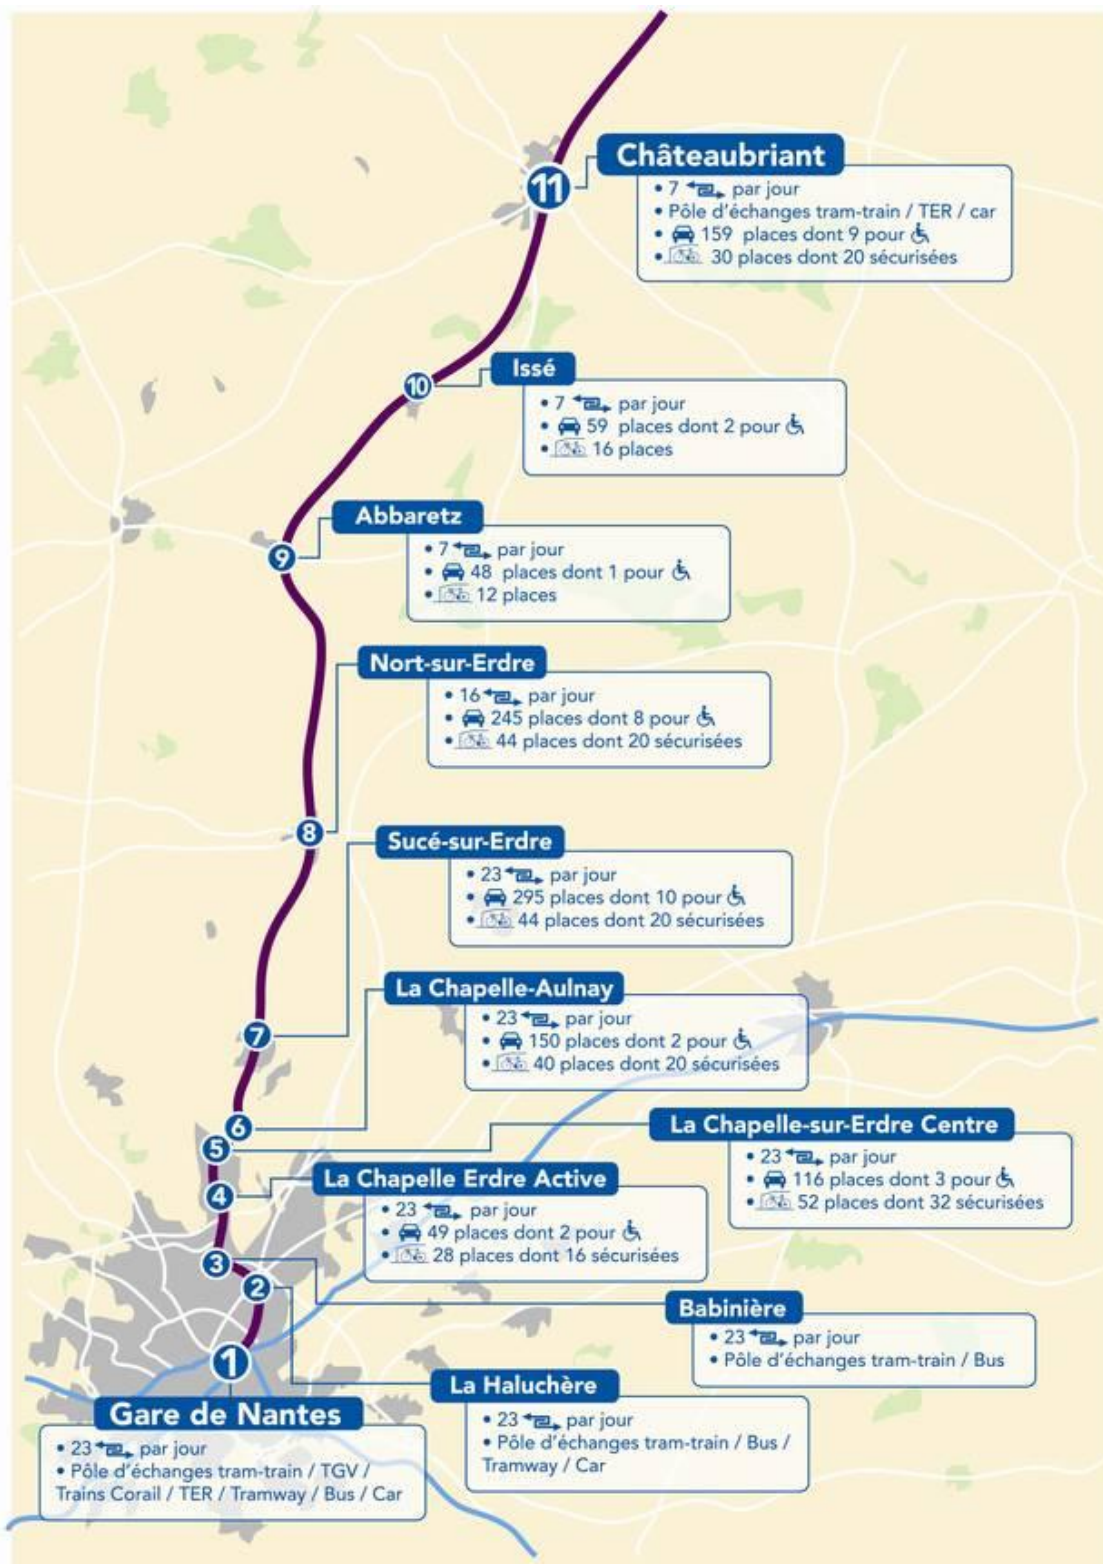 Châteaubriant
11
• 7 par jour
• Pôle d'échanges tram-train / TER / car
• 159 places dont 9 pour
• 30 places dont 20 sécurisées
Issé
10
• 7 par jour
• 59 places dont 2 pour
• 16 places
Abbaretz
9
• 7 par jour
• 48 places dont 1 pour
• 12 places
Nort-sur-Erdre
• 16 par jour
• 245 places dont 8 pour
• 44 places dont 20 sécurisées
8
Sucé-sur-Erdre
• 23 par jour
• 295 places dont 10 pour
• 44 places dont 20 sécurisées
La Chapelle-Aulnay
• 23 par jour
• 150 places dont 2 pour
• 40 places dont 20 sécurisées
7
6
5
La Chapelle-sur-Erdre Centre
• 23 par jour
• 116 places dont 3 pour
• 52 places dont 32 sécurisées
4
La Chapelle Erdre Active
• 23 par jour
• 49 places dont 2 pour
• 28 places dont 16 sécurisées
3
2
Babinière
• 23 par jour
• Pôle d'échanges tram-train / Bus
1
La Haluchère
• 23 par jour
• Pôle d'échanges tram-train / Bus /
Tramway / Car
Gare de Nantes
• 23 par jour
• Pôle d'échanges tram-train / TGV /
Trains Corail / TER / Tramway / Bus / Car